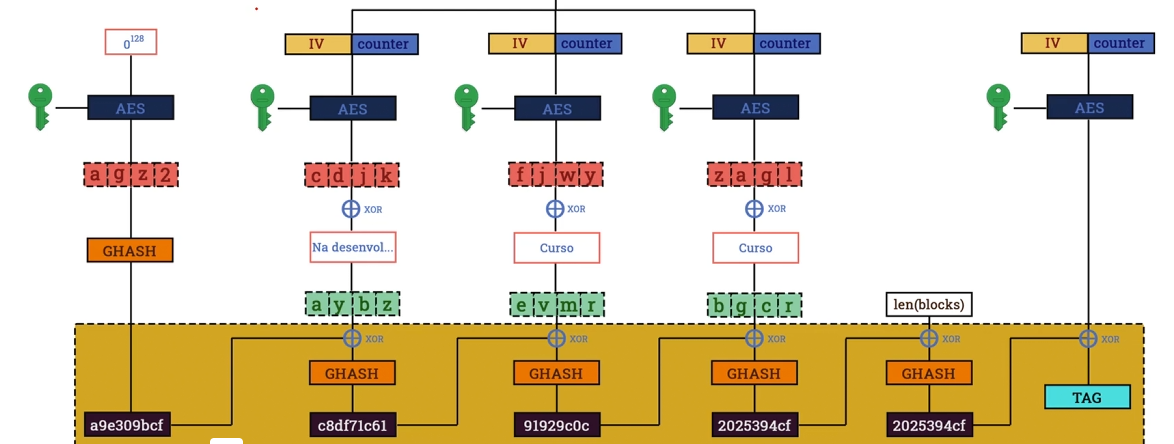 0128
IV counter IV counter IV counter IV counter
AES AES AES AES AES
a g z 2 c d j k f j w y z a g l
XOR XOR XOR
GHASH Na desenvol... Curso Curso
a y b z e v m r b g c r len(blocks)
XOR XOR XOR XOR XOR
GHASH GHASH GHASH GHASH
TAG
a9e309bcf c8df71c61 91929c0c 2025394cf 2025394cf